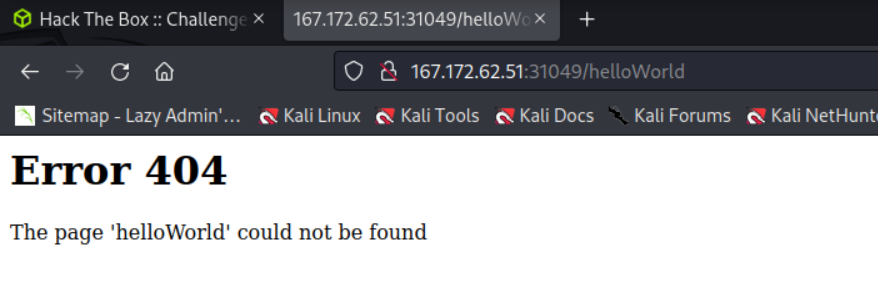 Hack The Box :: Challenge
167.172.62.51:31049/helloWo
167.172.62.51:31049/helloWorld
Sitemap - Lazy Admin'... Kali Linux Kali Tools Kali Docs Kali Forums Kali NetHunt
Error 404
The page 'helloWorld' could not be found